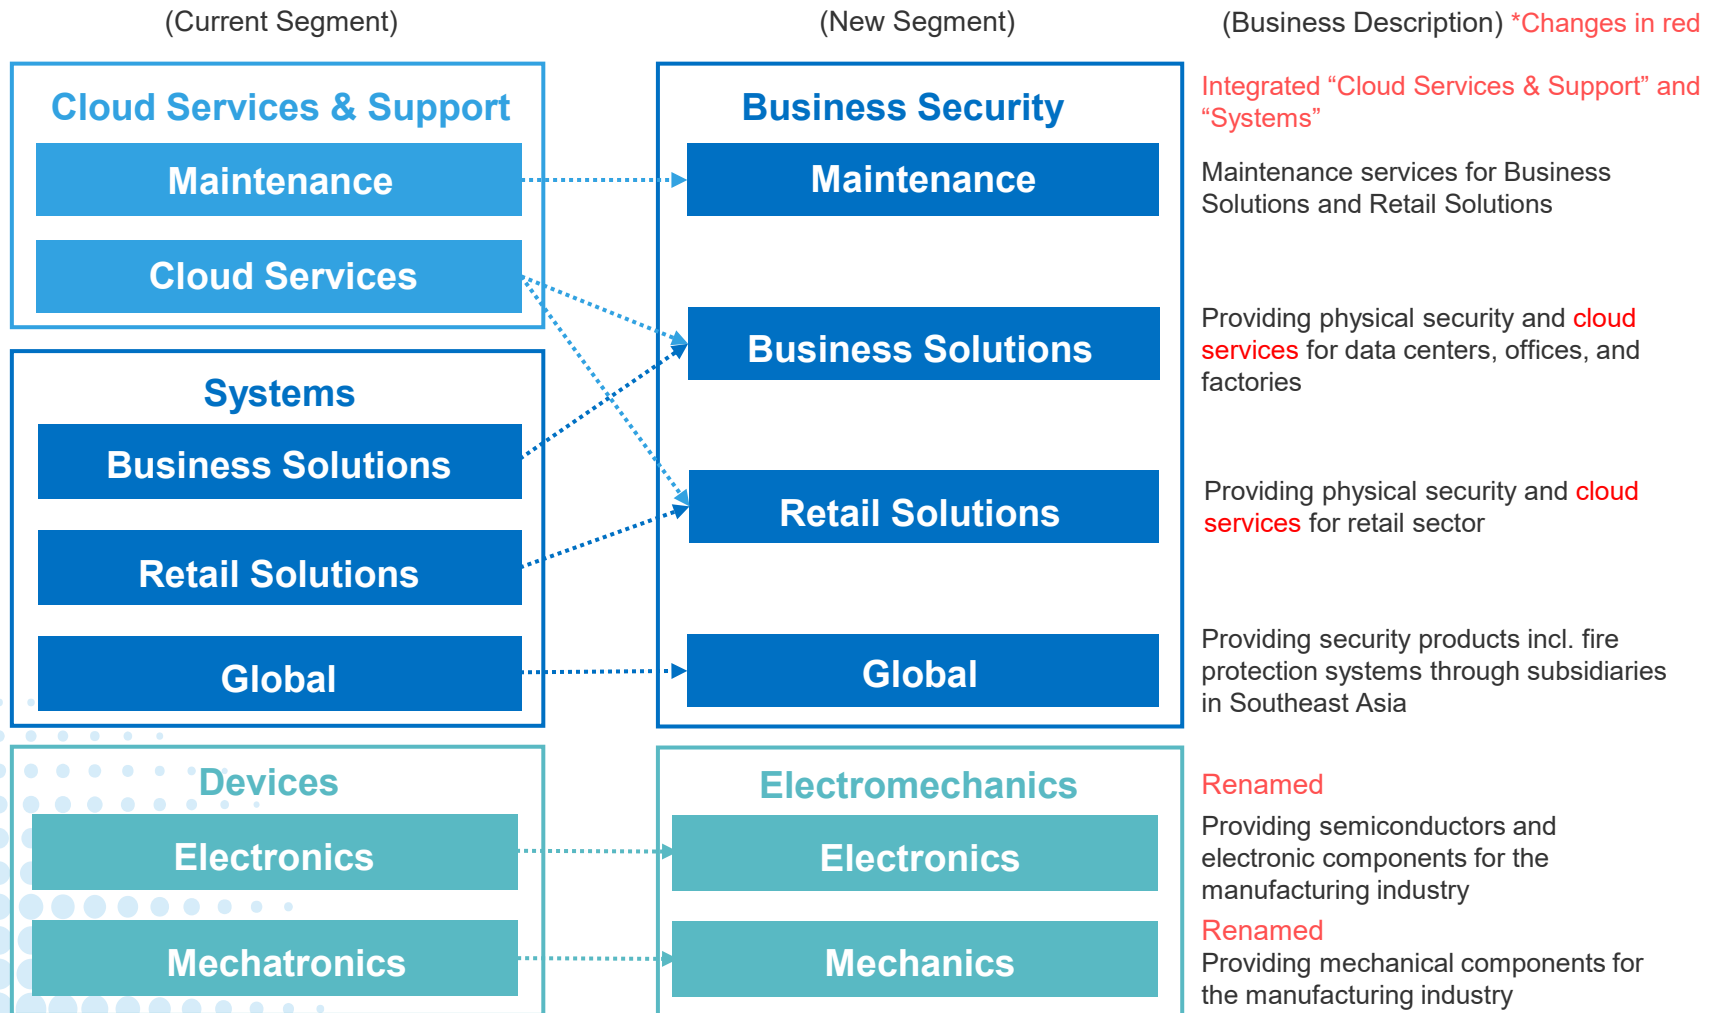 (Current Segment)
(New Segment)
(Business Description) *Changes in red
Cloud Services & Support
Maintenance
Cloud Services
Systems
Business Solutions
Retail Solutions
Global
Devices
Electronics
Mechatronics
Business Security
Maintenance
Business Solutions
Retail Solutions
Global
Electromechanics
Electronics
Mechanics
Integrated “Cloud Services & Support” and
“Systems”
Maintenance services for Business
Solutions and Retail Solutions
Providing physical security and cloud
services for data centers, offices, and
factories
Providing physical security and cloud
services for retail sector
Providing security products incl. fire
protection systems through subsidiaries
in Southeast Asia
Renamed
Providing semiconductors and
electronic components for the
manufacturing industry
Renamed
Providing mechanical components for
the manufacturing industry